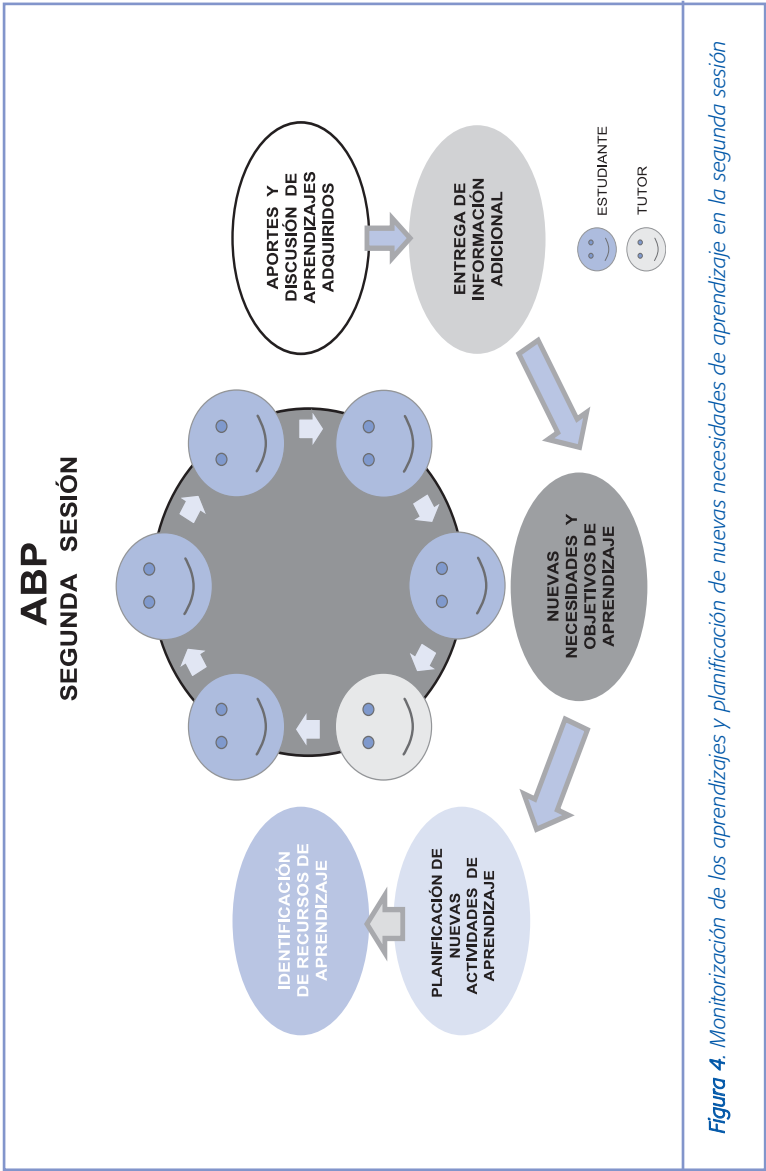 ABP
SEGUNDA SESIÓN
APORTES Y
DISCUSIÓN DE
APRENDIZAJES
ADQUIRIDOS
ENTREGA DE
INFORMACIÓN
ADICIONAL
NUEVAS
NECESIDADES Y
OBJETIVOS DE
APRENDIZAJE
PLANIFICACIÓN DE
NUEVAS
ACTIVIDADES DE
APRENDIZAJE
IDENTIFICACIÓN
DE RECURSOS DE
APRENDIZAJE
ESTUDIANTE
TUTOR
Figura 4. Monitorización de los aprendizajes y planificación de nuevas necesidades de aprendizaje en la segunda sesión